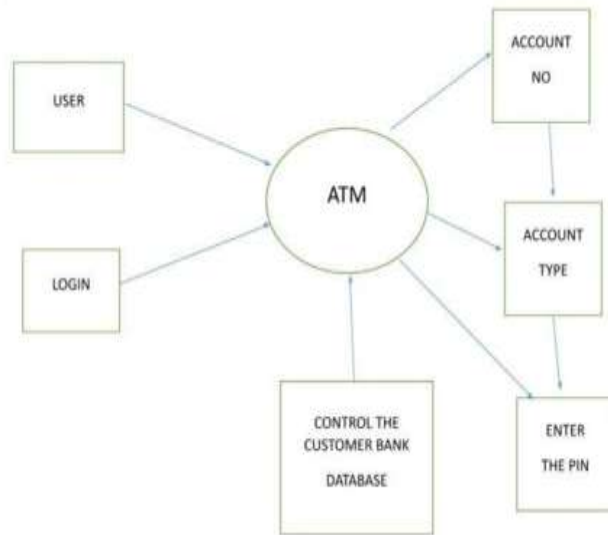 ACCOUNT
NO
USER
ATM
ACCOUNT
TYPE
LOGIN
CONTROL THE
CUSTOMER BANK
DATABASE
ENTER
THE PIN